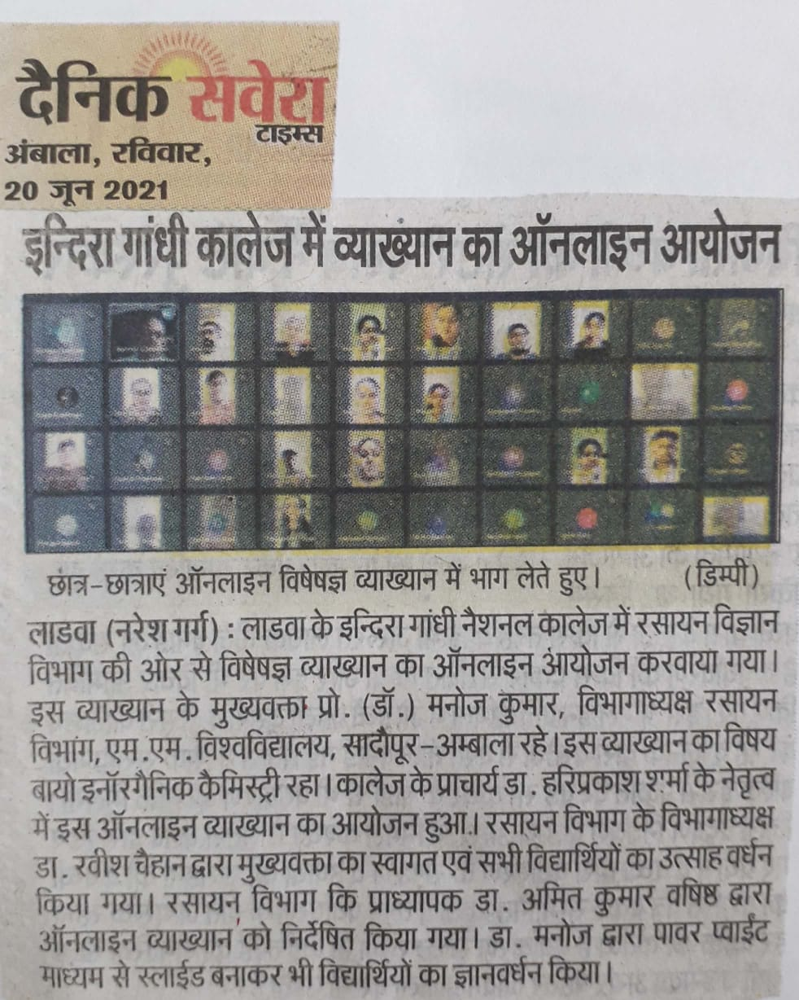 दैनिक सवेरा
टाइम्स
अंबाला, रविवार,
20 जून 2021
इन्दिरा गांधी कालेज में व्याख्यान का ऑनलाइन आयोजन
छात्र-छात्राएं ऑनलाइन विषेषज्ञ व्याख्यान में भाग लेते हुए। (डिम्पी)
लाडवा (नरेश गर्ग) : लाडवा के इन्दिरा गांधी नैशनल कालेज में रसायन विज्ञान
विभाग की ओर से विषेषज्ञ व्याख्यान का ऑनलाइन आयोजन करवाया गया।
इस व्याख्यान के मुख्यवक्ता प्रो. (डॉ.) मनोज कुमार, विभागाध्यक्ष रसायन
विभाग, एम.एम. विश्वविद्यालय, सादौपूर-अम्बाला रहे। इस व्याख्यान का विषय
बायो इनॉरगैनिक कैमिस्ट्री रहा। कालेज के प्राचार्य डा. हरिप्रकाश शर्मा के नेतृत्व
में इस ऑनलाइन व्याख्यान का आयोजन हुआ। रसायन विभाग के विभागाध्यक्ष
डा. रवीश चैहान द्वारा मुख्यवक्ता का स्वागत एवं सभी विद्यार्थियों का उत्साह वर्धन
किया गया। रसायन विभाग कि प्राध्यापक डा. अमित कुमार वषिष्ठ द्वारा
ऑनलाइन व्याख्यान को निर्देषित किया गया। डा. मनोज द्वारा पावर प्वाईंट
माध्यम से स्लाईड बनाकर भी विद्यार्थियों का ज्ञानवर्धन किया।